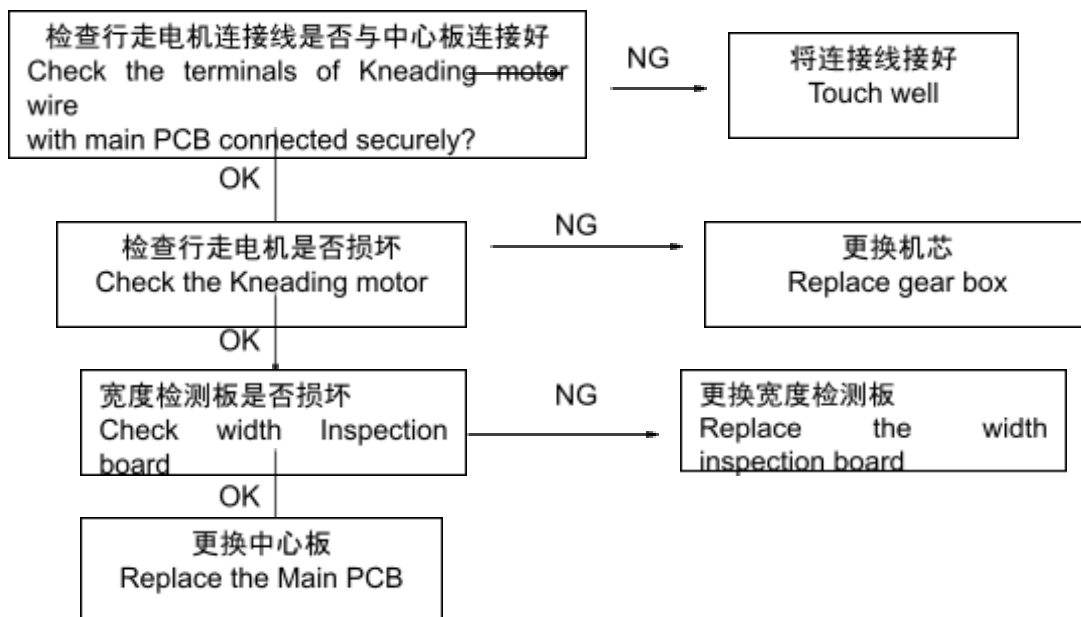 检查行走电机连接线是否与中心板连接好
Check the terminals of Kneading motor
wire
with main PCB connected securely?
NG
将连接线接好
Touch well
OK
检查行走电机是否损坏
Check the Kneading motor
NG
更换机芯
Replace gear box
OK
宽度检测板是否损坏
Check width Inspection
board
NG
更换宽度检测板
Replace the width
inspection board
OK
更换中心板
Replace the Main PCB